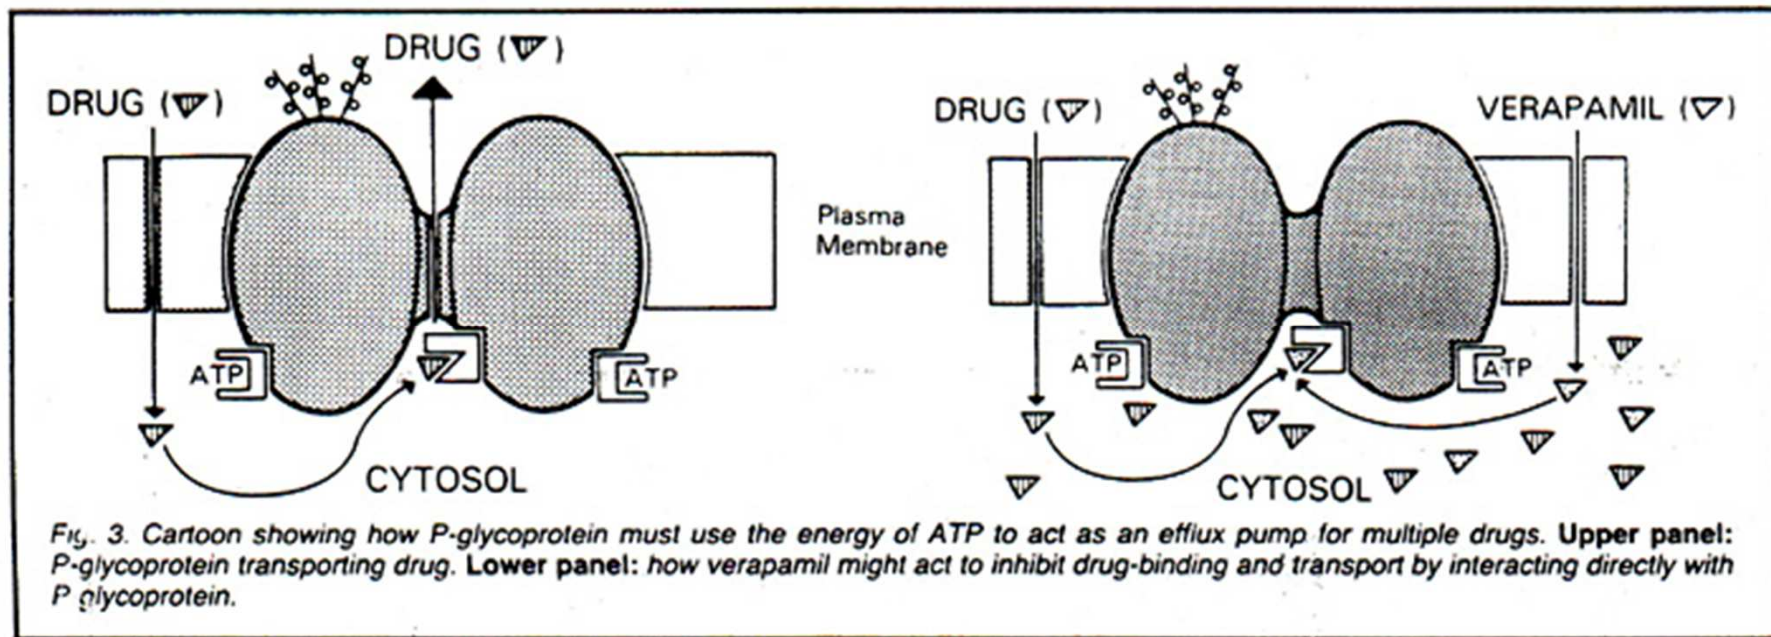 DRUG ( )
DRUG ( )
ATP
ATP
CYTOSOL
Plasma
Membrane
DRUG ( )
VERAPAMIL ( )
ATP
ATP
CYTOSOL
Fig. 3. Cartoon showing how P-glycoprotein must use the energy of ATP to act as an efflux pump for multiple drugs. Upper panel:
P-glycoprotein transporting drug. Lower panel: how verapamil might act to inhibit drug-binding and transport by interacting directly with
P glycoprotein.